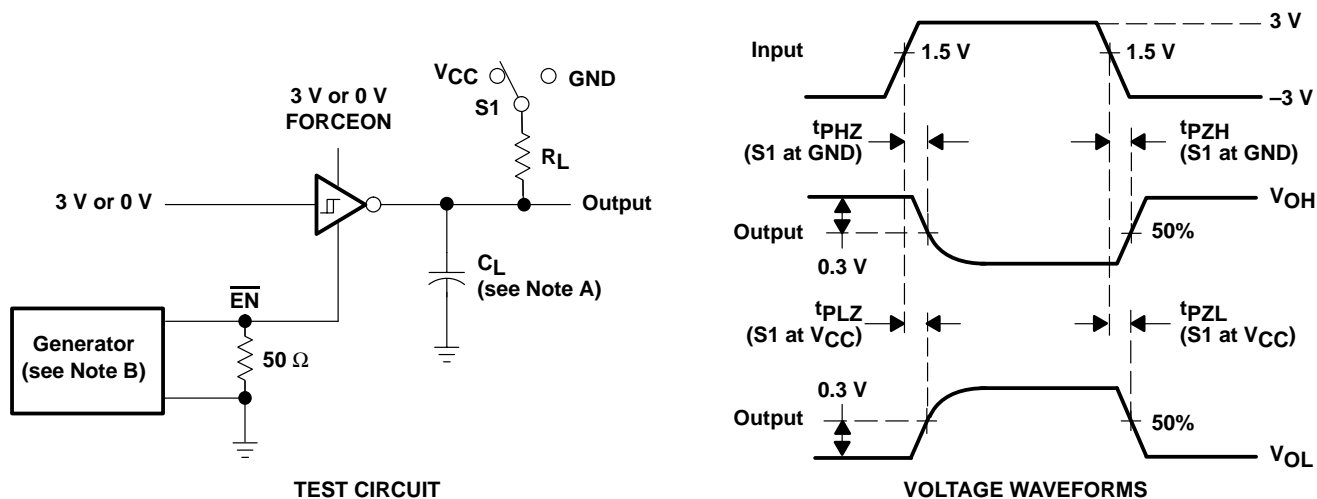 VCC
GND
S1
3 V or 0 V
FORCEON
RL
3 V or 0 V
Output
CL
(see Note A)
EN
Generator
(see Note B)
50 Ω
TEST CIRCUIT
Input
3 V
1.5 V
1.5 V
–3 V
tPHZ
(S1 at GND)
tPZH
(S1 at GND)
VOH
Output
50%
0.3 V
tPLZ
(S1 at VCC)
tPZL
(S1 at VCC)
0.3 V
Output
50%
VOL
VOLTAGE WAVEFORMS